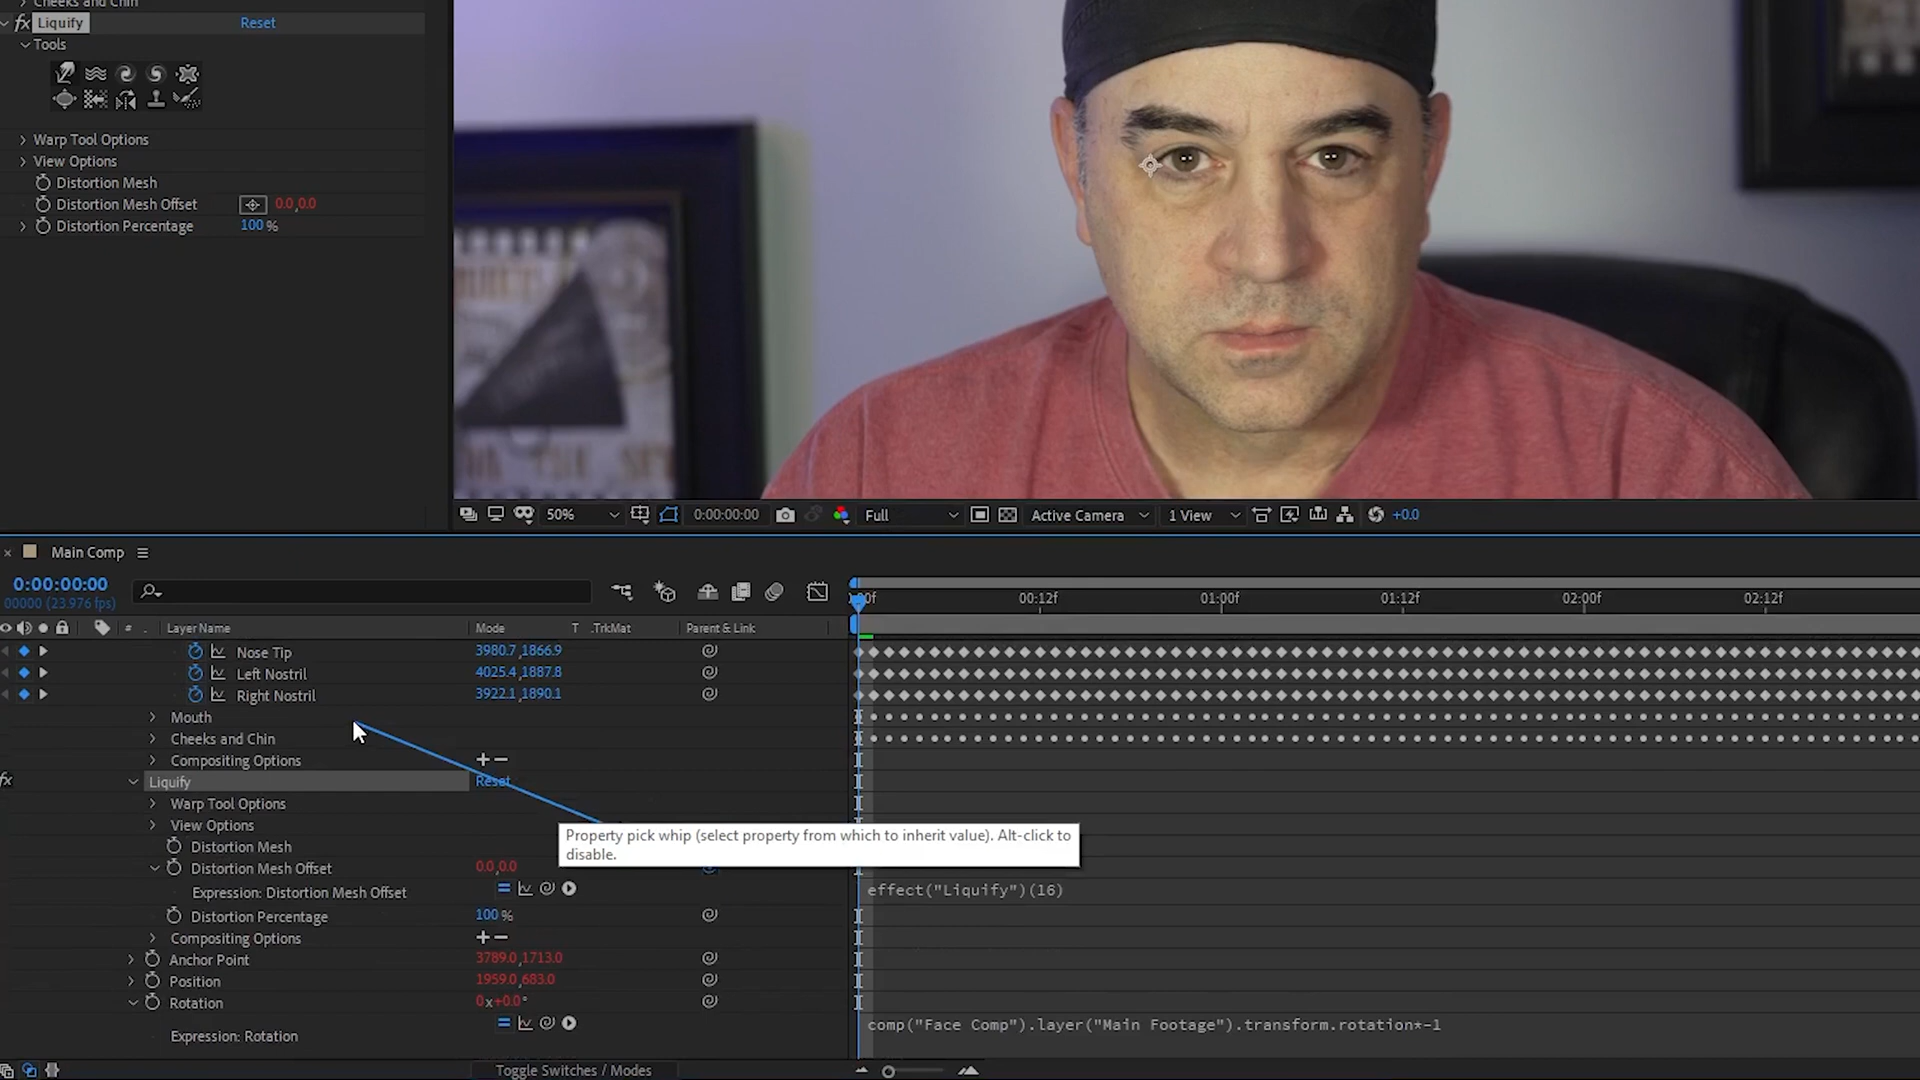 Cheeks and Chin
fx Liquify Reset
Tools
Warp Tool Options
View Options
Distortion Mesh
Distortion Mesh Offset 0.0,0.0
Distortion Percentage 100 %
50% 0:00:00:00 Full Active Camera 1 View +0.0
× Main Comp
0:00:00:00
00000 (23.976 fps)
:00f 00:12f 01:00f 01:12f 02:00f 02:12f
# . Layer Name Mode T .TrkMat Parent & Link
Nose Tip 3980.7,1866.9
Left Nostril 4025.4,1887.8
Right Nostril 3922.1,1890.1
Mouth
Cheeks and Chin
Compositing Options + −
fx Liquify Reset
Warp Tool Options
View Options
Property pick whip (select property from which to inherit value). Alt-click to
disable.
Distortion Mesh
Distortion Mesh Offset 0.0,0.0
Expression: Distortion Mesh Offset effect("Liquify")(16)
Distortion Percentage 100 %
Compositing Options + −
Anchor Point 3789.0,1713.0
Position 1959.0,683.0
Rotation 0x+0.0°
Expression: Rotation comp("Face Comp").layer("Main Footage").transform.rotation*-1
Toggle Switches / Modes